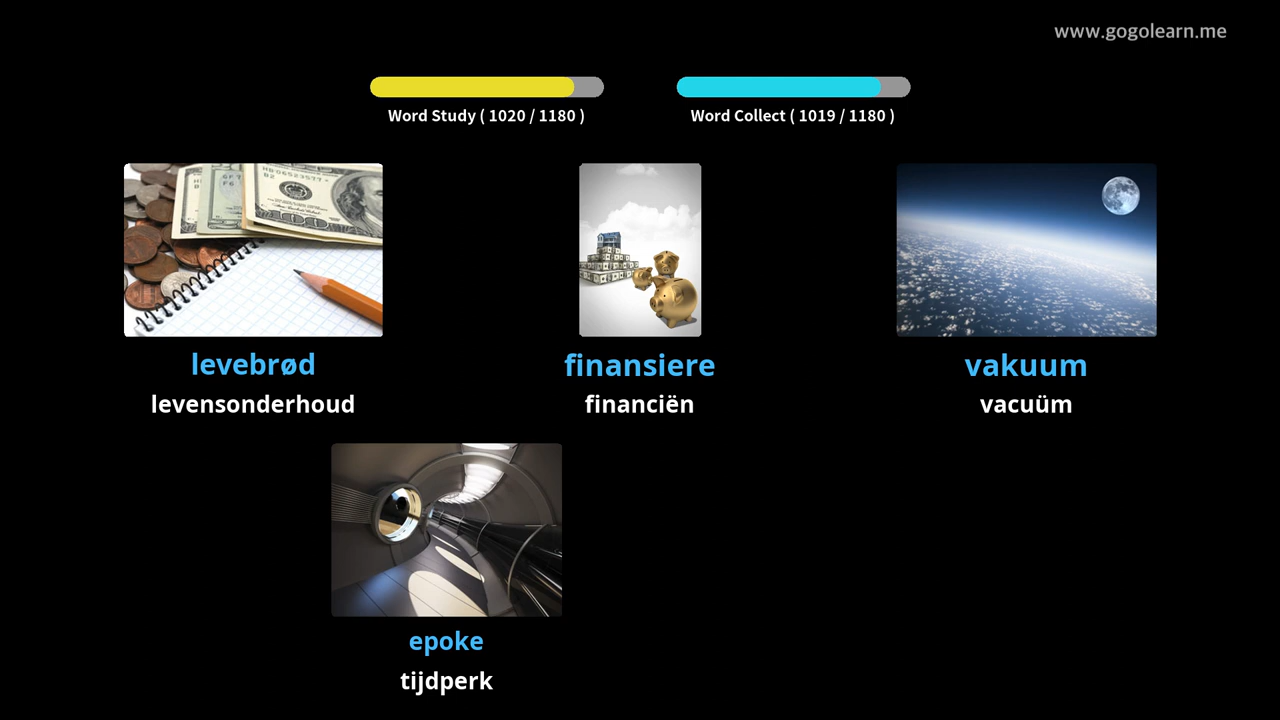 www.gogolearn.me
Word Study ( 1020 / 1180 )
Word Collect ( 1019 / 1180 )
levebrød
levensonderhoud
finansiere
financiën
vakuum
vacuüm
epoke
tijdperk